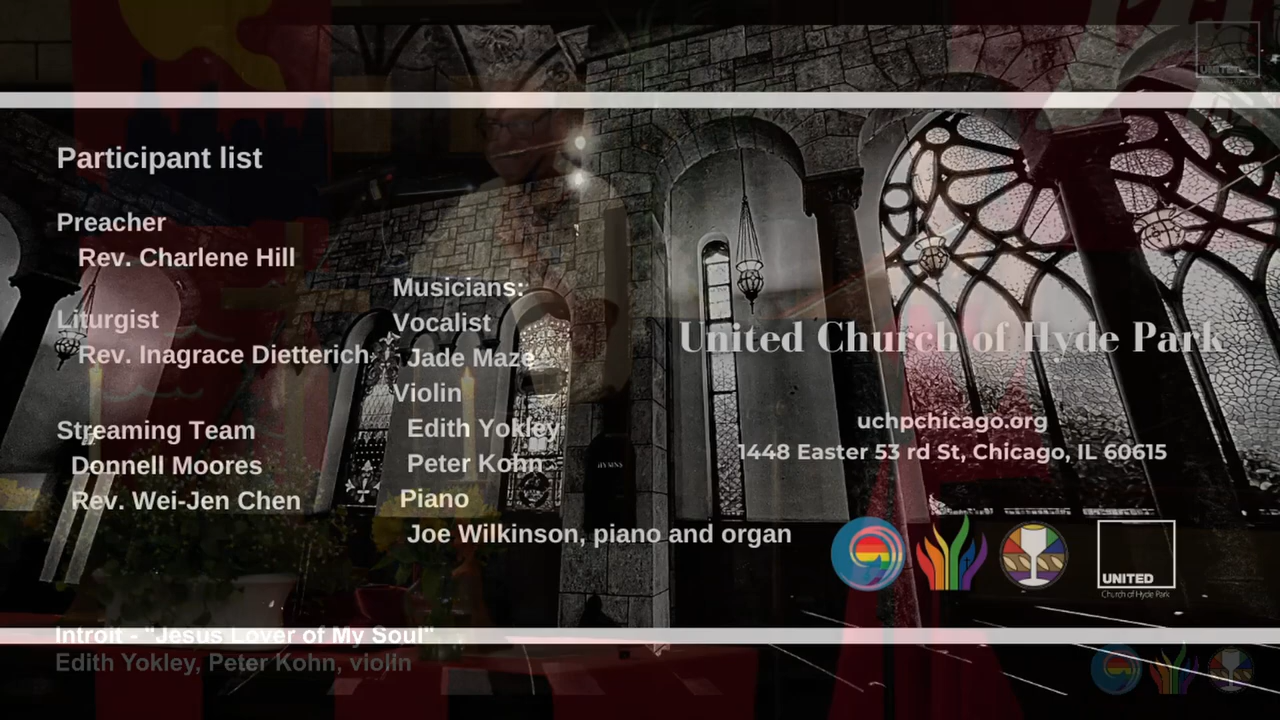 Participant list
Preacher
Rev. Charlene Hill
Liturgist
Rev. Inagrace Dietterich
Streaming Team
Donnell Moores
Rev. Wei-Jen Chen
Musicians:
Vocalist
Jade Maze
Violin
Edith Yokley
Peter Kohn
Piano
Joe Wilkinson, piano and organ
United Church of Hyde Park
uchpchicago.org
1448 Easter 53 rd St, Chicago, IL 60615
UNITED
Church of Hyde Park
HYMNS
Introit - "Jesus Lover of My Soul"
Edith Yokley, Peter Kohn, violin
UNITED